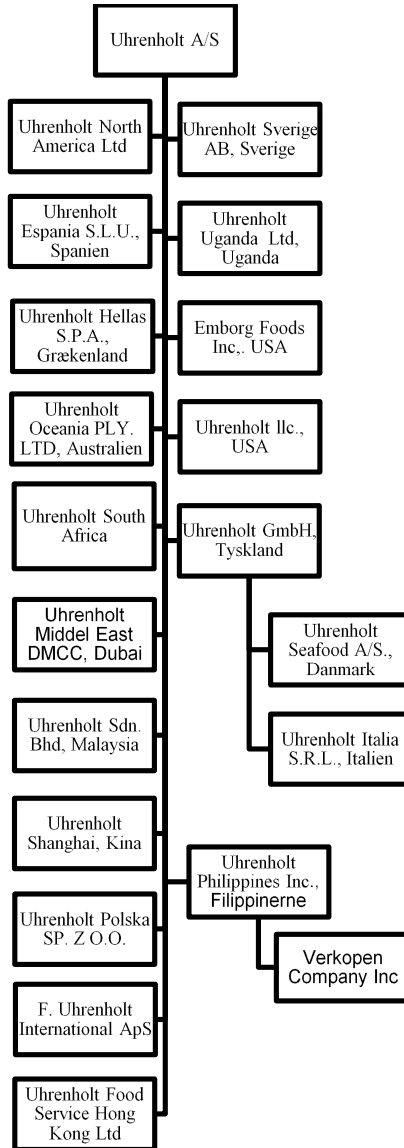 Uhrenholt A/S
Uhrenholt North
America Ltd
Uhrenholt Sverige
AB, Sverige
Uhrenholt
Espania S.L.U.,
Spanien
Uhrenholt
Uganda Ltd,
Uganda
Uhrenholt Hellas
S.P.A.,
Grækenland
Emborg Foods
Inc,. USA
Uhrenholt
Oceania PLY.
LTD, Australien
Uhrenholt llc.,
USA
Uhrenholt South
Africa
Uhrenholt GmbH,
Tyskland
Uhrenholt
Middel East
DMCC, Dubai
Uhrenholt
Seafood A/S.,
Danmark
Uhrenholt Sdn.
Bhd, Malaysia
Uhrenholt Italia
S.R.L., Italien
Uhrenholt
Shanghai, Kina
Uhrenholt
Philippines Inc.,
Filippinerne
Uhrenholt Polska
SP. Z O.O.
Verkopen
Company Inc
F. Uhrenholt
International ApS
Uhrenholt Food
Service Hong
Kong Ltd